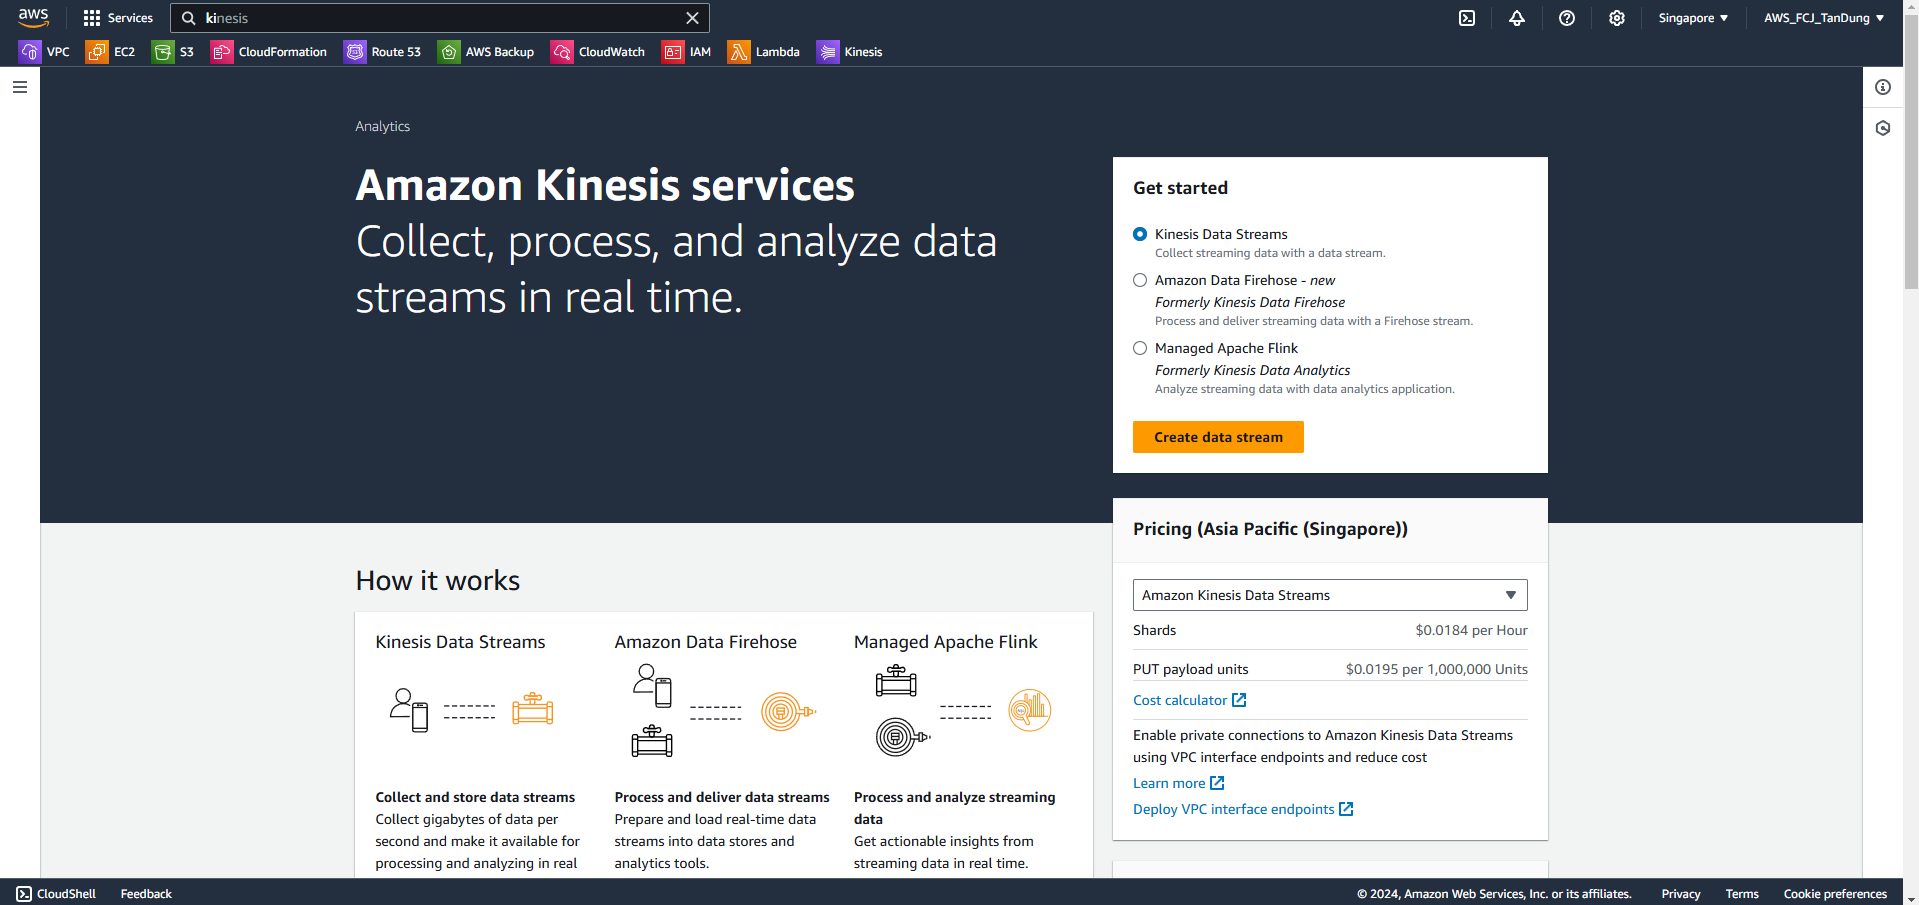 aws
Services
kinesis
Singapore ▼
AWS_FCJ_TanDung ▼
VPC
EC2
S3
CloudFormation
Route 53
AWS Backup
CloudWatch
IAM
Lambda
Kinesis
Analytics
Amazon Kinesis services
Collect, process, and analyze data
streams in real time.
Get started
Kinesis Data Streams
Collect streaming data with a data stream.
Amazon Data Firehose - new
Formerly Kinesis Data Firehose
Process and deliver streaming data with a Firehose stream.
Managed Apache Flink
Formerly Kinesis Data Analytics
Analyze streaming data with data analytics application.
Create data stream
Pricing (Asia Pacific (Singapore))
Amazon Kinesis Data Streams
Shards
$0.0184 per Hour
PUT payload units
$0.0195 per 1,000,000 Units
Cost calculator
Enable private connections to Amazon Kinesis Data Streams
using VPC interface endpoints and reduce cost
Learn more
Deploy VPC interface endpoints
How it works
Kinesis Data Streams
Collect and store data streams
Collect gigabytes of data per
second and make it available for
processing and analyzing in real
Amazon Data Firehose
Process and deliver data streams
Prepare and load real-time data
streams into data stores and
analytics tools.
Managed Apache Flink
Process and analyze streaming
data
Get actionable insights from
streaming data in real time.
CloudShell
Feedback
© 2024, Amazon Web Services, Inc. or its affiliates.
Privacy
Terms
Cookie preferences